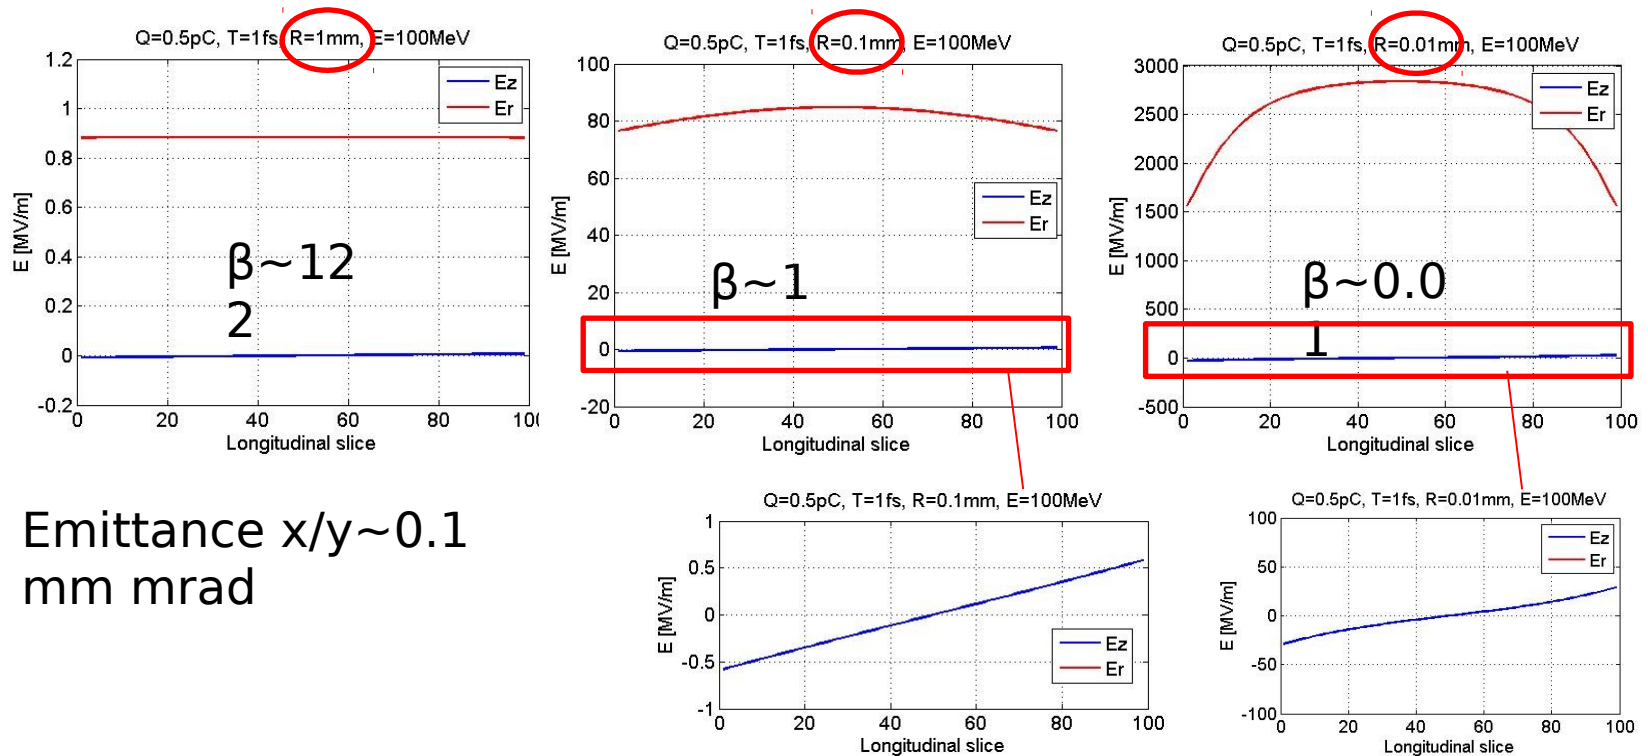 Q=0.5pC, T=1fs, R=1mm, E=100MeV
1.2
1
0.8
0.6
0.4
0.2
0
-0.2
0
20
40
60
80
100
E [MV/m]
Longitudinal slice
Ez
Er
β~12
2
Q=0.5pC, T=1fs, R=0.1mm, E=100MeV
100
80
60
40
20
0
-20
0
20
40
60
80
100
E [MV/m]
Longitudinal slice
Ez
Er
β~1
Q=0.5pC, T=1fs, R=0.01mm, E=100MeV
3000
2500
2000
1500
1000
500
0
-500
0
20
40
60
80
100
E [MV/m]
Longitudinal slice
Ez
Er
β~0.0
1
Emittance x/y~0.1
mm mrad
Q=0.5pC, T=1fs, R=0.1mm, E=100MeV
1
0.5
0
-0.5
-1
0
20
40
60
80
100
E [MV/m]
Longitudinal slice
Ez
Er
Q=0.5pC, T=1fs, R=0.01mm, E=100MeV
100
50
0
-50
-100
0
20
40
60
80
100
E [MV/m]
Longitudinal slice
Ez
Er